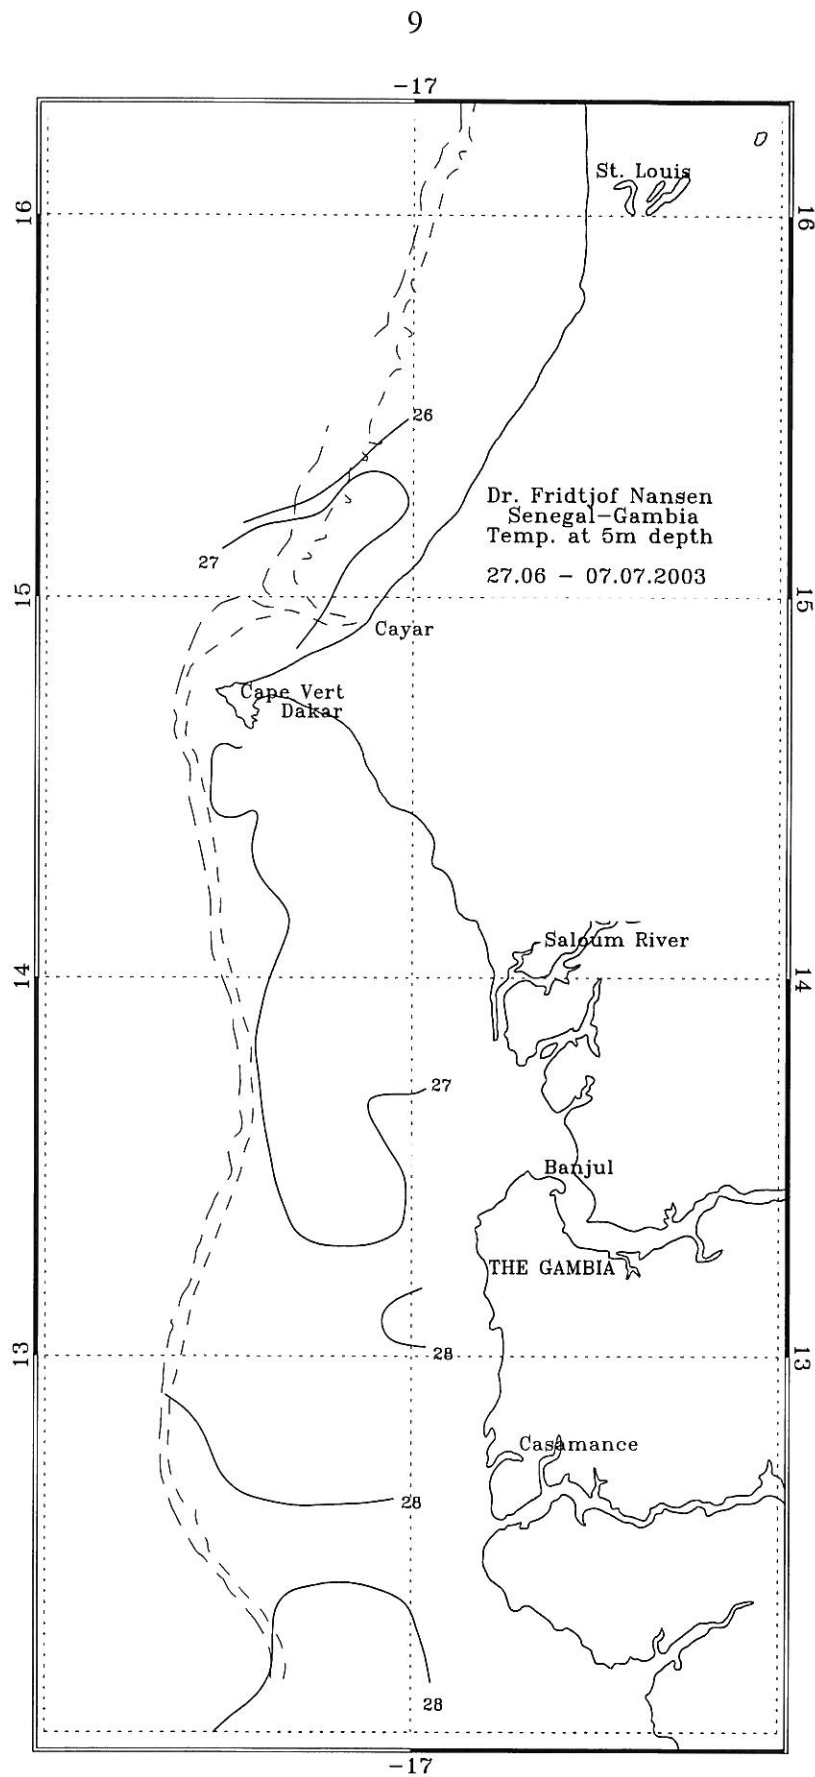 9
-17
St. Louis
16
16
26
Dr. Fridtjof Nansen
Senegal-Gambia
Temp. at 5m depth
27
27.06 - 07.07.2003
15
15
Cayar
Cape Vert
Dakar
Saloum River
14
14
27
Banjul
THE GAMBIA
28
13
13
Casamance
28
28
-17